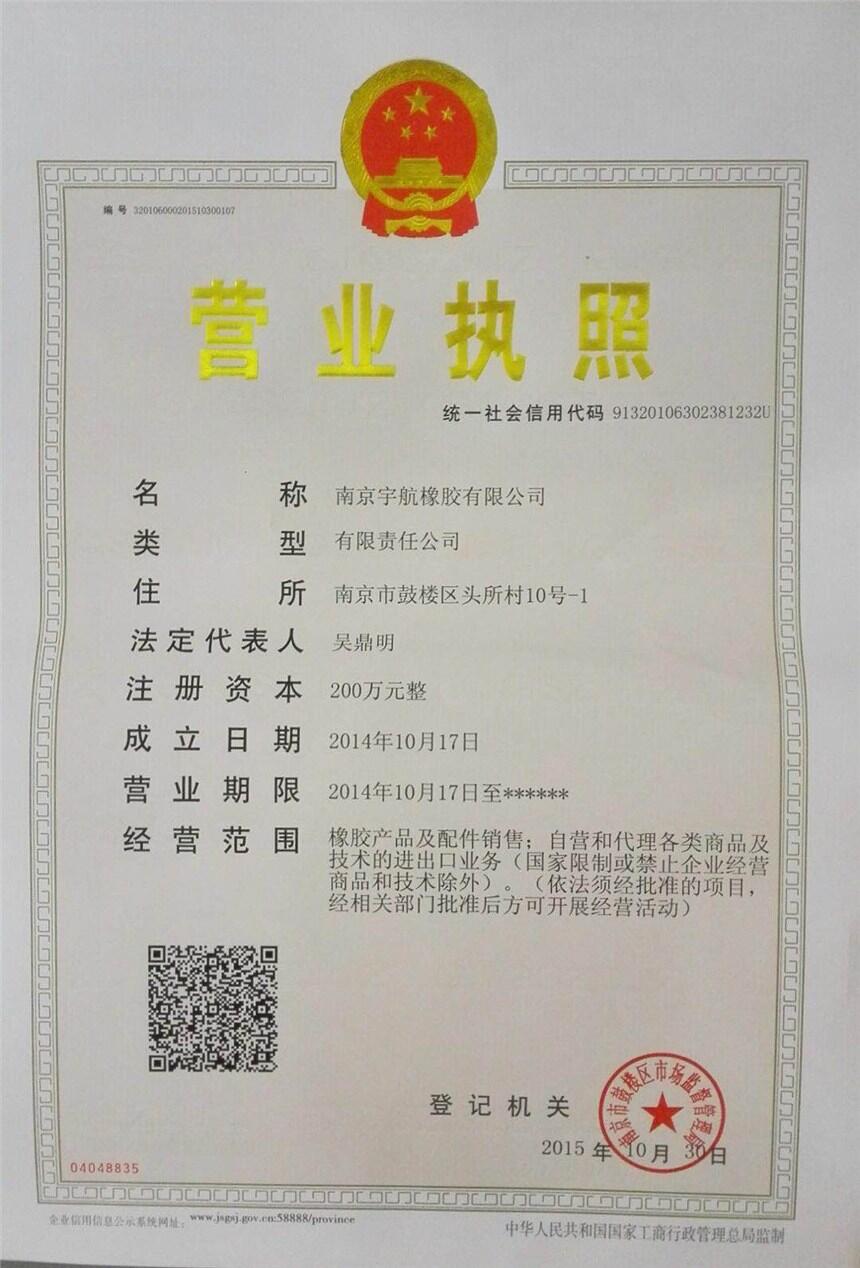 编号 320106000201510300107
营业执照
统一社会信用代码 91320106302381232U
名称 南京宇航橡胶有限公司
类型 有限责任公司
住所 南京市鼓楼区头所村10号-1
法定代表人 吴鼎明
注册资本 200万元整
成立日期 2014年10月17日
营业期限 2014年10月17日至******
经营范围 橡胶产品及配件销售；自营和代理各类商品及
技术的进出口业务（国家限制或禁止企业经营
商品和技术除外）。（依法须经批准的项目，
经相关部门批准后方可开展经营活动）
南京市鼓楼区市场监督管理局
登记机关
2015年10月30日
04048835
企业信用信息公示系统网址：www.jsgsj.gov.cn:58888/province
中华人民共和国国家工商行政管理总局监制